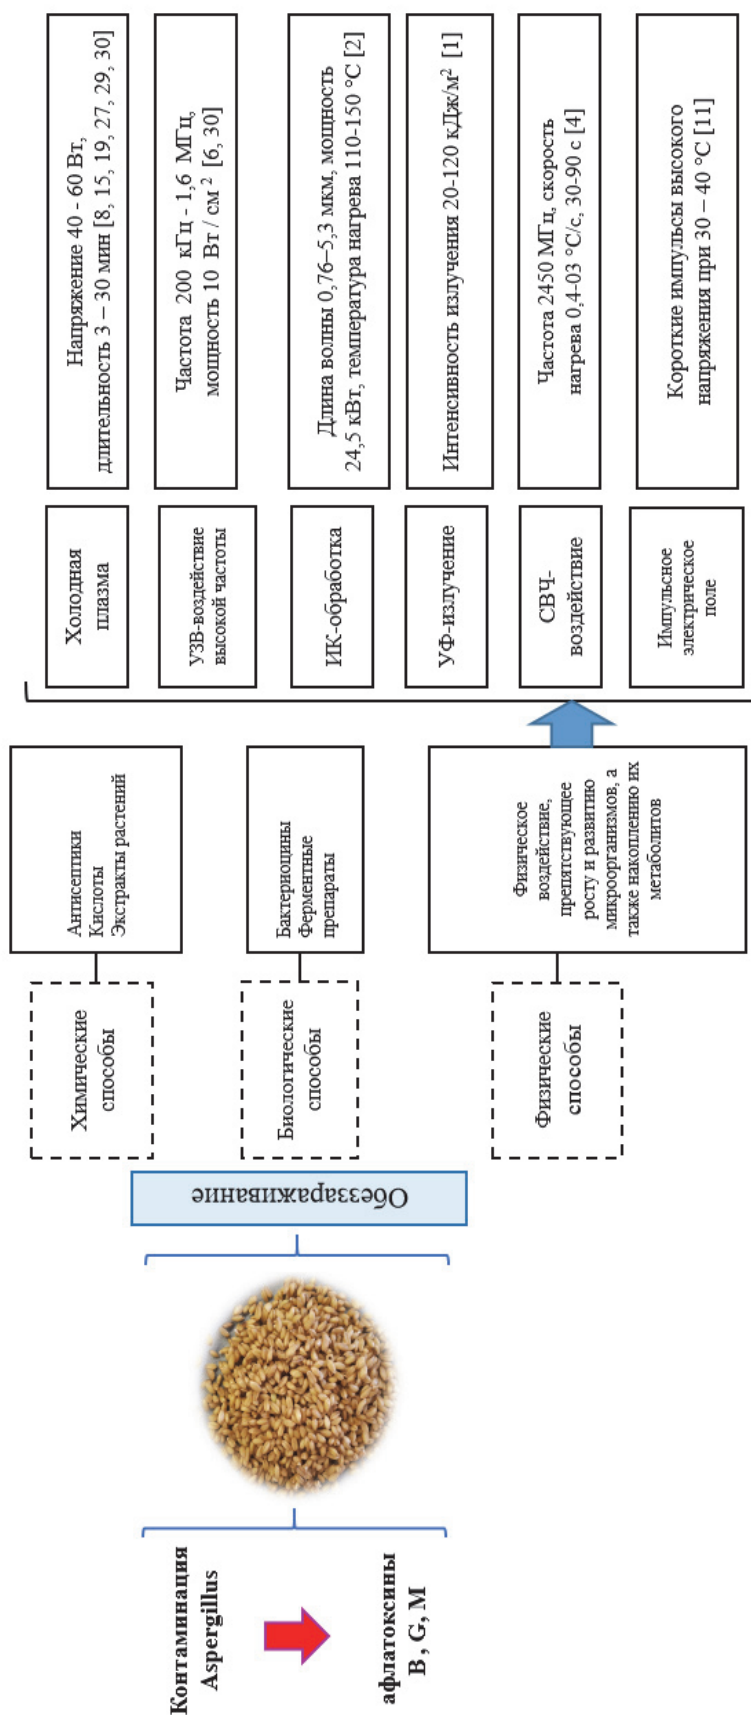 Контаминация
Aspergillus
афлатоксины
B , G, M
Обеззараживание
Химические
способы
Антисептики
Кислоты
Экстракты растений
Биологические
способы
Бактериоцины
Ферментные
препараты
Физические
способы
Физическое
воздействие,
препятствующее
росту и развитию
микроорганизмов, а
также накоплению их
метаболитов
Холодная
плазма
Напряжение 40 - 60 Вт,
длительность 3 – 30 мин [8, 15, 19, 27, 29, 30]
УЗВ-воздействие
высокой частоты
Частота 200 кГц - 1,6 МГц,
мощность 10 Вт / см ² [6, 30]
ИК-обработка
Длина волны 0,76–5,3 мкм, мощность
24,5 кВт, температура нагрева 110-150 °С [2]
УФ-излучение
Интенсивность излучения 20-120 кДж/м² [1]
СВЧ-
воздействие
Частота 2450 МГц, скорость
нагрева 0,4-03 °С/с, 30-90 с [4]
Импульсное
электрическое
поле
Короткие импульсы высокого
напряжения при 30 – 40 °С [11]